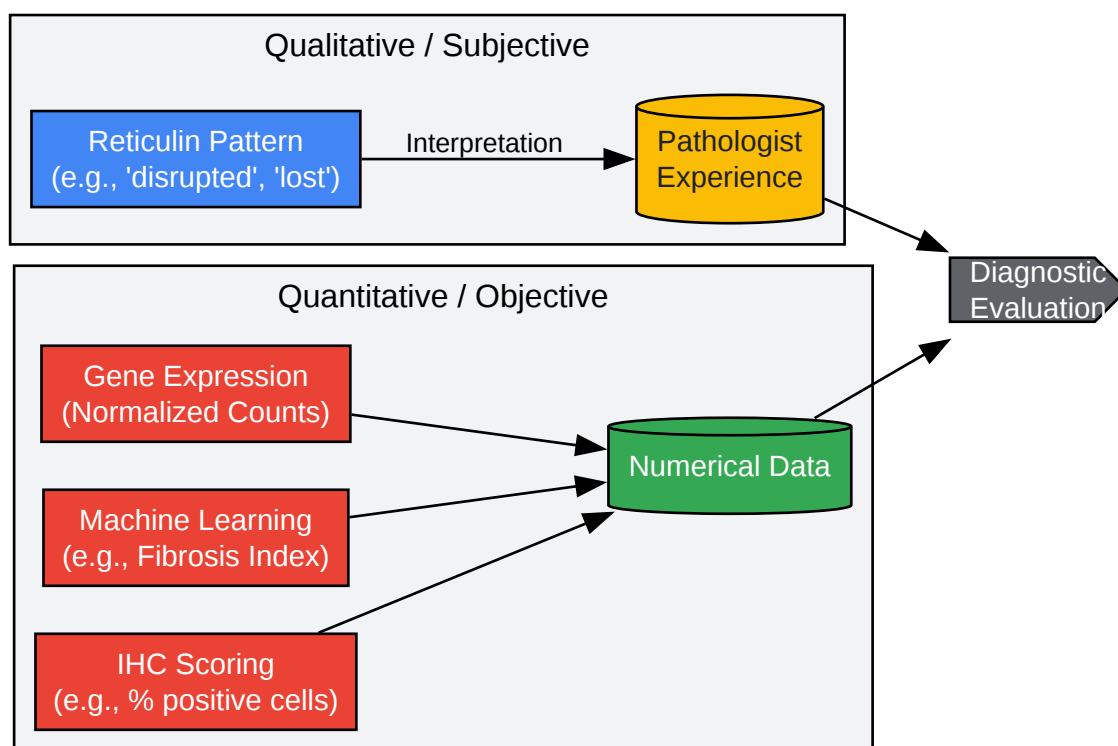 Qualitative / Subjective
Reticulin Pattern
(e.g., 'disrupted', 'lost')
Interpretation
Pathologist
Experience
Diagnostic
Evaluation
Quantitative / Objective
Gene Expression
(Normalized Counts)
Machine Learning
(e.g., Fibrosis Index)
IHC Scoring
(e.g., % positive cells)
Numerical Data